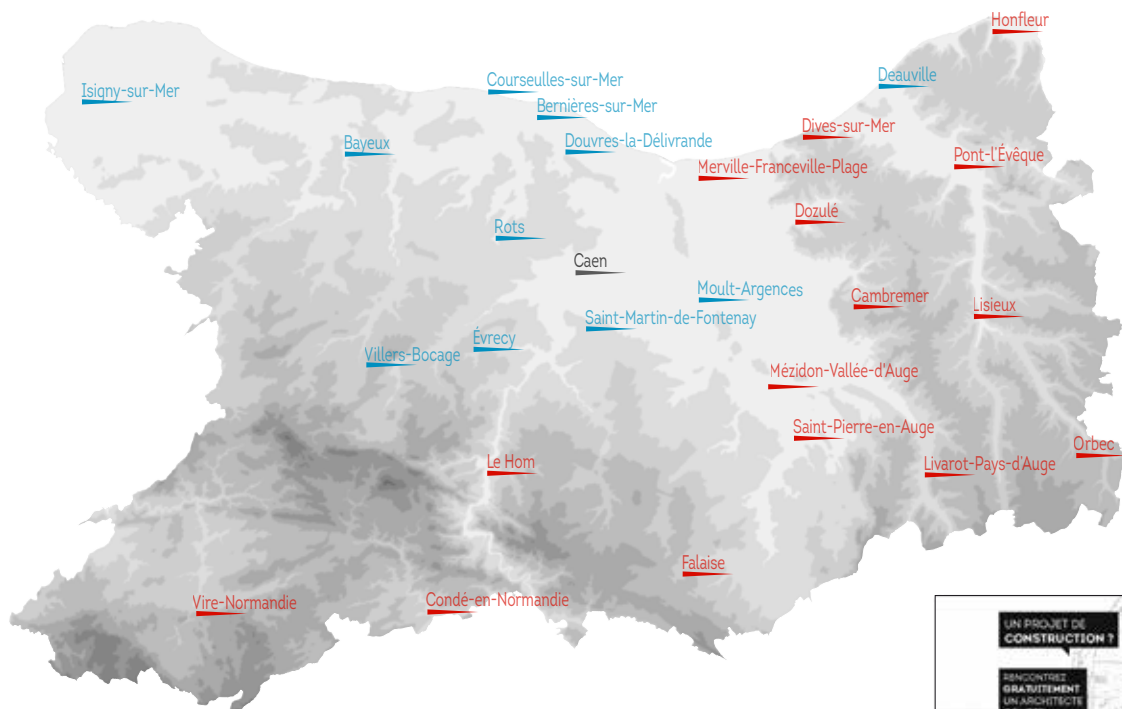 Honfleur
Deauville
Courseulles-sur-Mer
Isigny-sur-Mer
Bernières-sur-Mer
Dives-sur-Mer
Bayeux
Douvres-la-Délivrande
Pont-l'Évêque
Merville-Franceville-Plage
Dozulé
Rots
Caen
Moult-Argences
Cambremer
Lisieux
Saint-Martin-de-Fontenay
Évrecy
Villers-Bocage
Mézidon-Vallée-d'Auge
Saint-Pierre-en-Auge
Orbec
Le Hom
Livarot-Pays-d'Auge
Falaise
Vire-Normandie
Condé-en-Normandie
UN PROJET DE
CONSTRUCTION ?
RENCONTREZ
GRATUITEMENT
UN ARCHITECTE